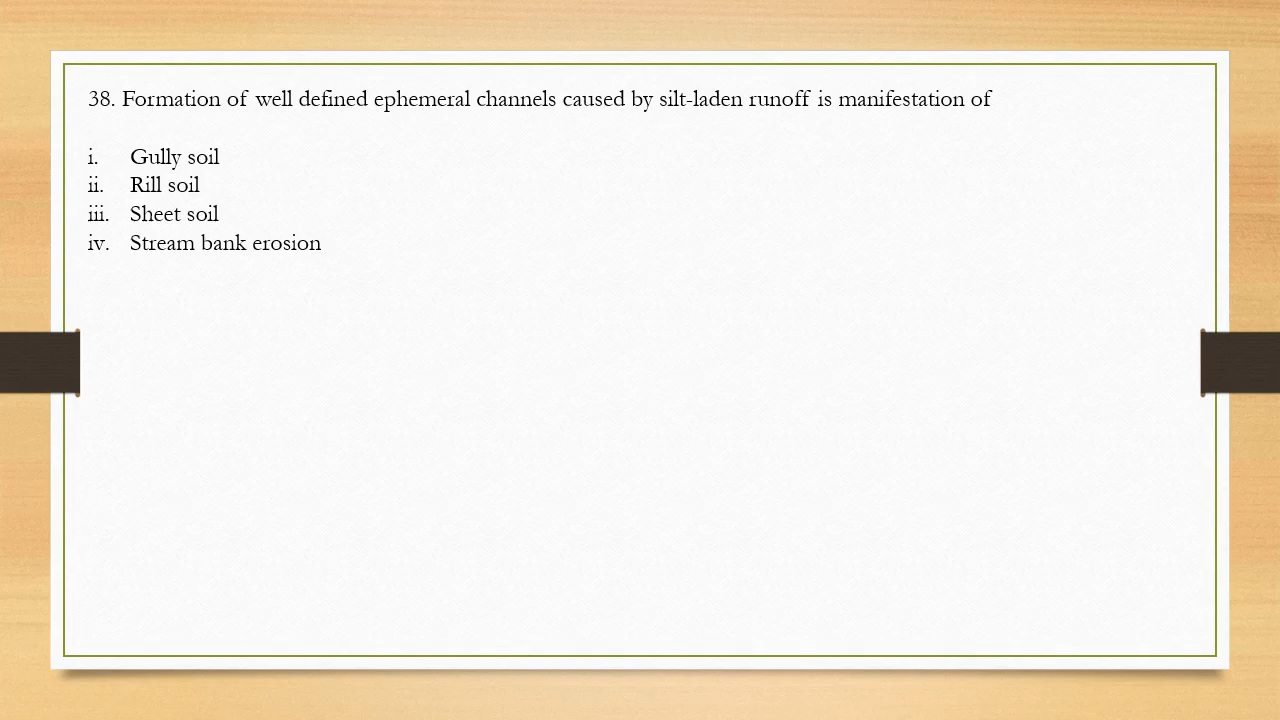 38. Formation of well defined ephemeral channels caused by silt-laden runoff is manifestation of
i. Gully soil
ii. Rill soil
iii. Sheet soil
iv. Stream bank erosion